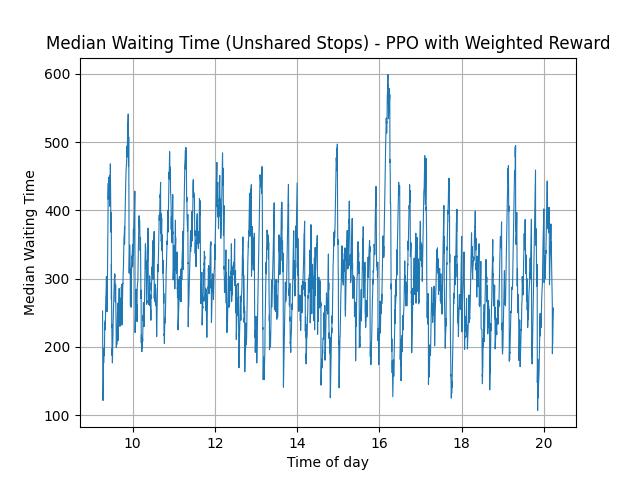 Median Waiting Time (Unshared Stops) - PPO with Weighted Reward
600
500
400
300
200
100
Median Waiting Time
10 12 14 16 18 20
Time of day